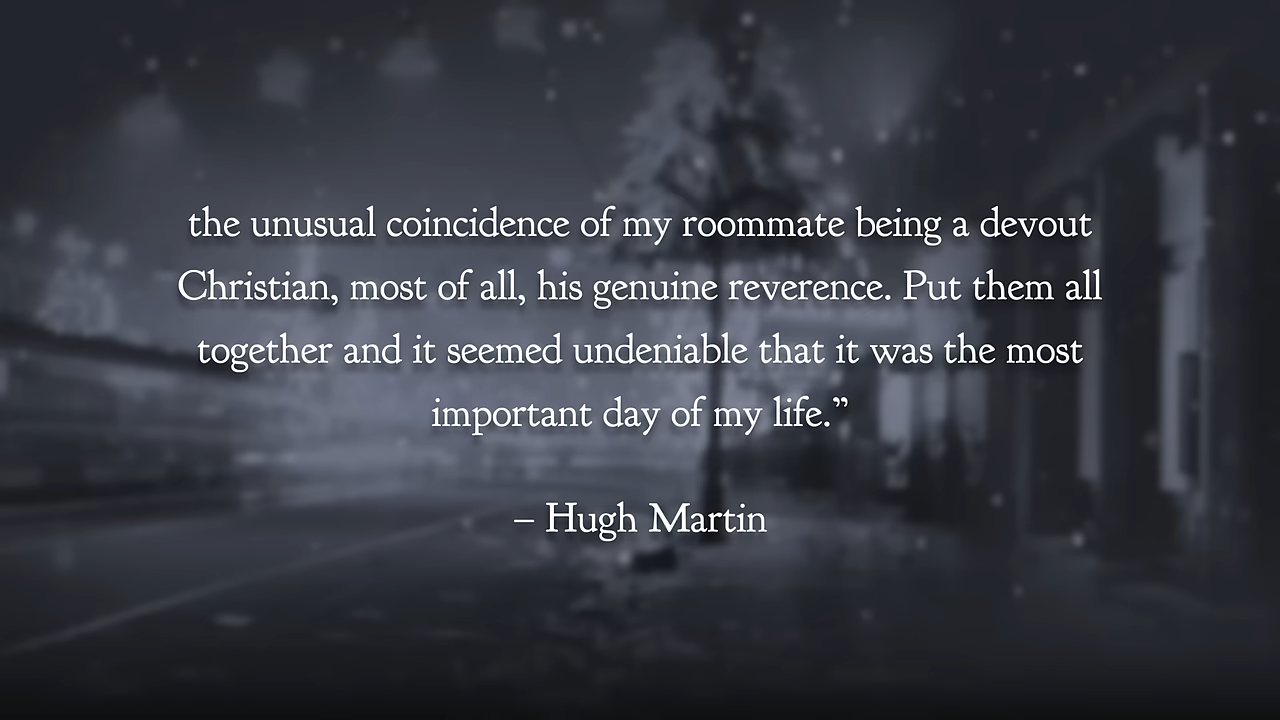 the unusual coincidence of my roommate being a devout
Christian, most of all, his genuine reverence. Put them all
together and it seemed undeniable that it was the most
important day of my life.”
– Hugh Martin